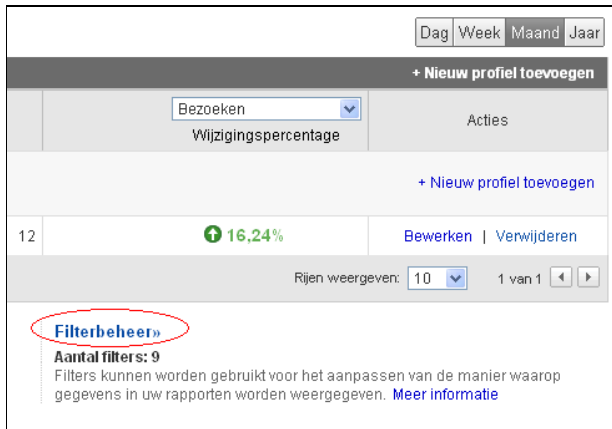 Dag Week Maand Jaar
+ Nieuw profiel toevoegen
Bezoeken
Wijzigingspercentage
Acties
+ Nieuw profiel toevoegen
12 16,24% Bewerken | Verwijderen
Rijen weergeven: 10 1 van 1
Filterbeheer»
Aantal filters: 9
Filters kunnen worden gebruikt voor het aanpassen van de manier waarop
gegevens in uw rapporten worden weergegeven. Meer informatie